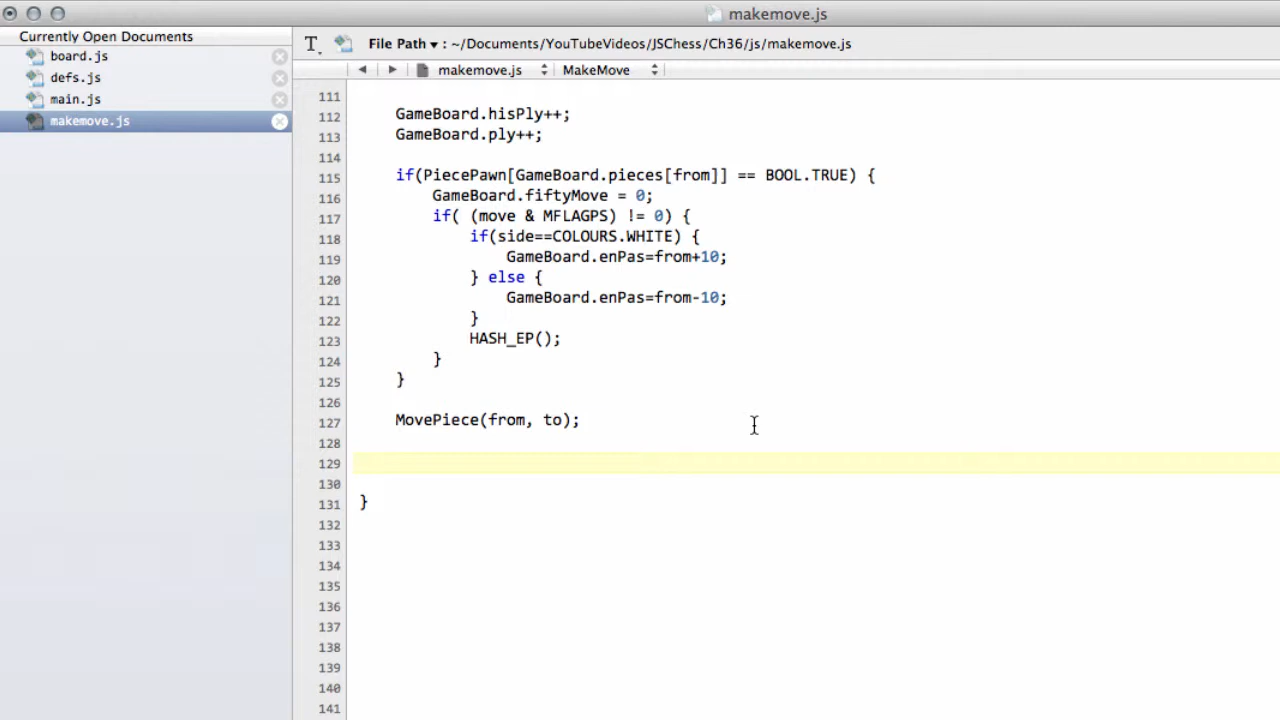 makemove.js
Currently Open Documents
board.js
defs.js
main.js
makemove.js
T. File Path ▾ : ~/Documents/YouTubeVideos/JSChess/Ch36/js/makemove.js
makemove.js MakeMove
111
112 GameBoard.hisPly++;
113 GameBoard.ply++;
114
115 if(PiecePawn[GameBoard.pieces[from]] == BOOL.TRUE) {
116 GameBoard.fiftyMove = 0;
117 if( (move & MFLAGPS) != 0) {
118 if(side==COLOURS.WHITE) {
119 GameBoard.enPas=from+10;
120 } else {
121 GameBoard.enPas=from-10;
122 }
123 HASH_EP();
124 }
125 }
126
127 MovePiece(from, to);
128
129
130
131 }
132
133
134
135
136
137
138
139
140
141